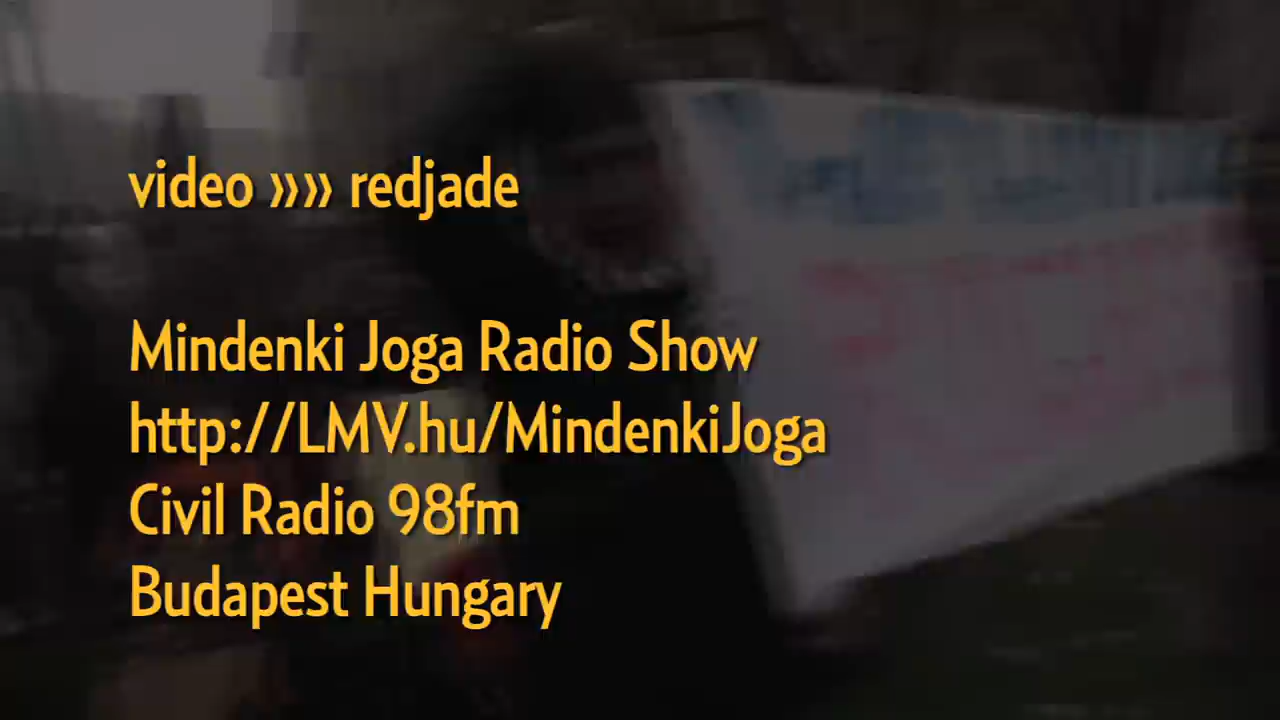 video »» redjade
Mindenki Joga Radio Show
http://LMV.hu/MindenkiJoga
Civil Radio 98fm
Budapest Hungary